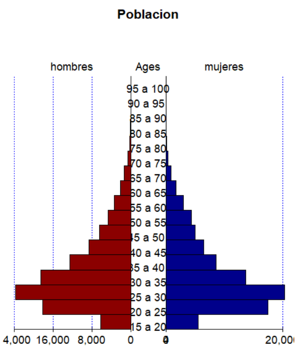 Poblacion
hombres Ages mujeres
95 a 100
90 a 95
85 a 90
80 a 85
75 a 80
70 a 75
65 a 70
60 a 65
55 a 60
50 a 55
45 a 50
40 a 45
35 a 40
30 a 35
25 a 30
20 a 25
15 a 20
4,000 16,000 8,000 0 20,000